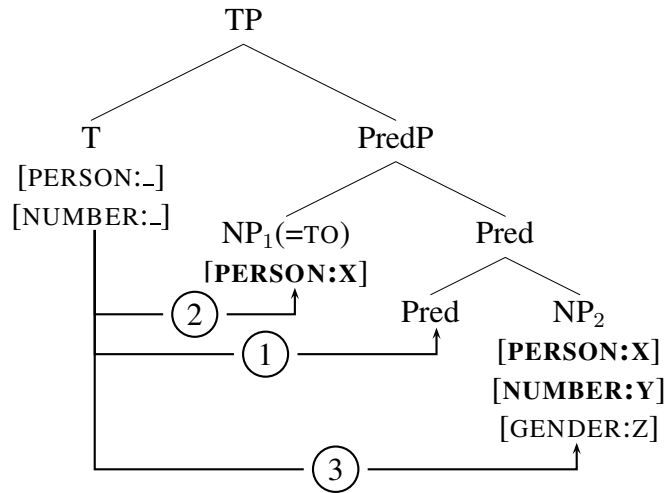 TP
T PredP
[PERSON:_]
[NUMBER:_]
NP₁(=TO) Pred
[PERSON:X]
2 Pred NP₂
1 [PERSON:X]
[NUMBER:Y]
[GENDER:Z]
3